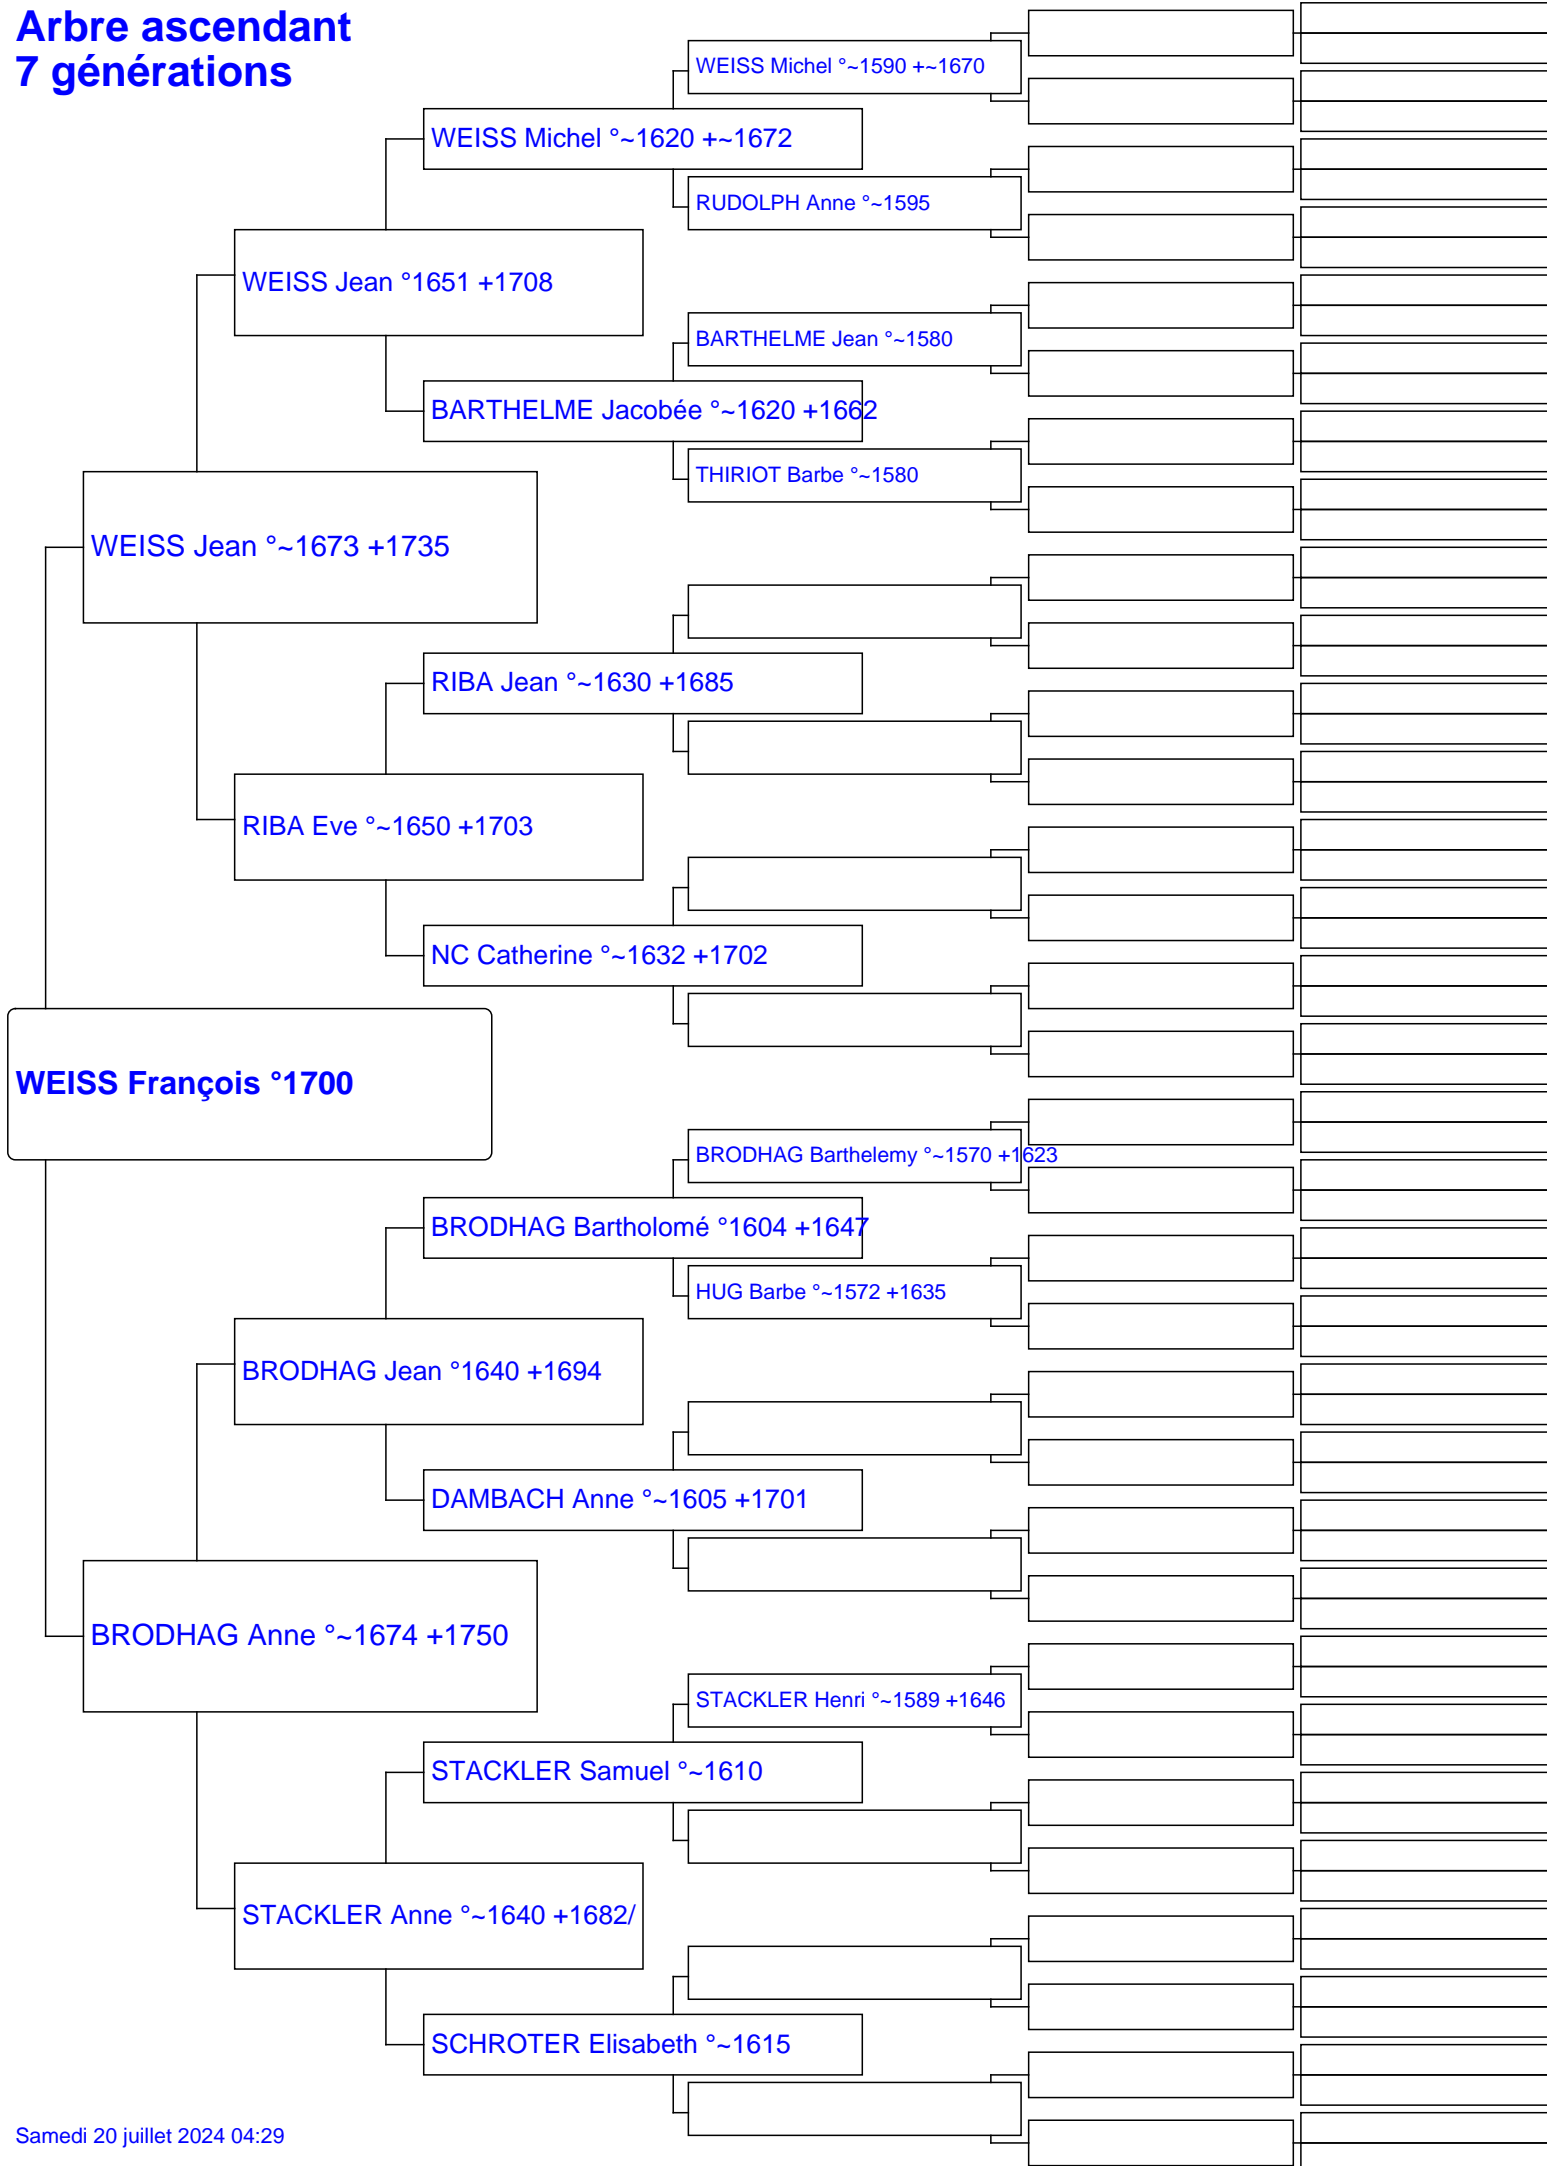 Arbre ascendant
7 générations
WEISS Michel °~1590 +~1670
WEISS Michel °~1620 +~1672
RUDOLPH Anne °~1595
WEISS Jean °1651 +1708
BARTHELME Jean °~1580
BARTHELME Jacobée °~1620 +1662
THIRIOT Barbe °~1580
WEISS Jean °~1673 +1735
RIBA Jean °~1630 +1685
RIBA Eve °~1650 +1703
NC Catherine °~1632 +1702
WEISS François °1700
BRODHAG Barthelemy °~1570 +1623
BRODHAG Bartholomé °1604 +1647
HUG Barbe °~1572 +1635
BRODHAG Jean °1640 +1694
DAMBACH Anne °~1605 +1701
BRODHAG Anne °~1674 +1750
STACKLER Henri °~1589 +1646
STACKLER Samuel °~1610
STACKLER Anne °~1640 +1682/
SCHROTER Elisabeth °~1615
Samedi 20 juillet 2024 04:29